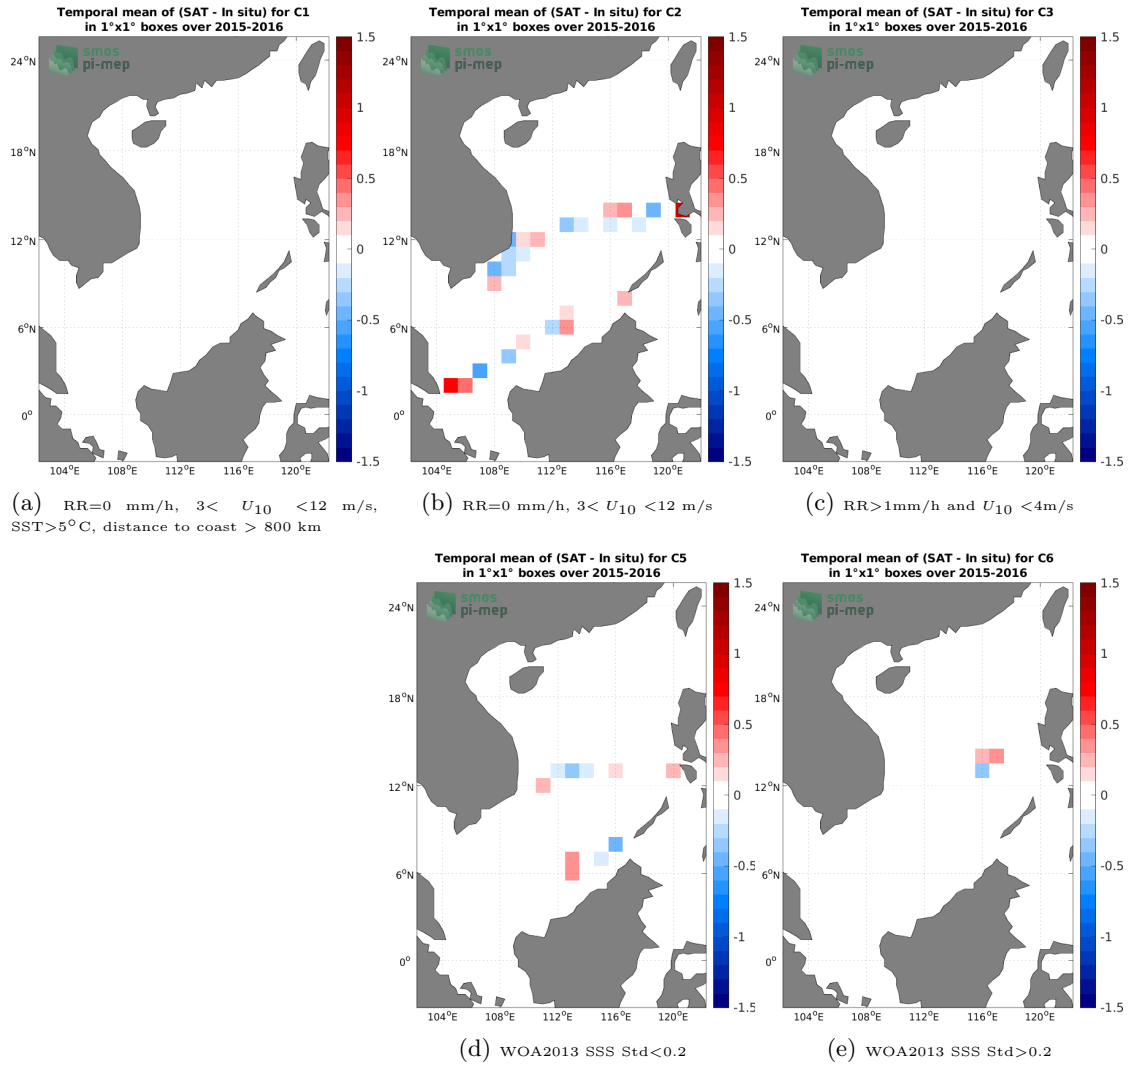 Temporal mean of (SAT - In situ) for C1
in 1°x1° boxes over 2015-2016
smos
pi-mep
24°N
18°N
12°N
6°N
0°
104°E 108°E 112°E 116°E 120°E
1.5
1
0.5
0
-0.5
-1
-1.5
(a) RR=0 mm/h, 3< U10 <12 m/s,
SST>5°C, distance to coast > 800 km
Temporal mean of (SAT - In situ) for C2
in 1°x1° boxes over 2015-2016
smos
pi-mep
24°N
18°N
12°N
6°N
0°
104°E 108°E 112°E 116°E 120°E
1.5
1
0.5
0
-0.5
-1
-1.5
(b) RR=0 mm/h, 3< U10 <12 m/s
Temporal mean of (SAT - In situ) for C3
in 1°x1° boxes over 2015-2016
smos
pi-mep
24°N
18°N
12°N
6°N
0°
104°E 108°E 112°E 116°E 120°E
1.5
1
0.5
0
-0.5
-1
-1.5
(c) RR>1mm/h and U10 <4m/s
Temporal mean of (SAT - In situ) for C5
in 1°x1° boxes over 2015-2016
smos
pi-mep
24°N
18°N
12°N
6°N
0°
104°E 108°E 112°E 116°E 120°E
1.5
1
0.5
0
-0.5
-1
-1.5
(d) WOA2013 SSS Std<0.2
Temporal mean of (SAT - In situ) for C6
in 1°x1° boxes over 2015-2016
smos
pi-mep
24°N
18°N
12°N
6°N
0°
104°E 108°E 112°E 116°E 120°E
1.5
1
0.5
0
-0.5
-1
-1.5
(e) WOA2013 SSS Std>0.2